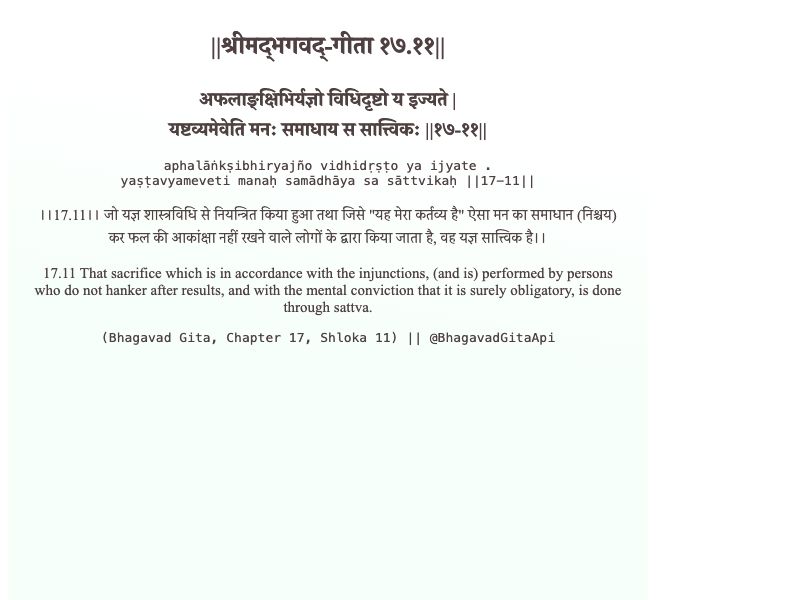 ||श्रीमद्‍भगवद्‍-गीता १७.११||
अफलाङ्क्षिभिर्यज्ञो विधिदृष्टो य इज्यते |
यष्टव्यमेवेति मनः समाधाय स सात्त्विकः ||१७-११||
aphalāṅkṣibhiryajño vidhidṛṣṭo ya ijyate .
yaṣṭavyameveti manaḥ samādhāya sa sāttvikaḥ ||17-11||
।।17.11।। जो यज्ञ शास्त्रविधि से नियन्त्रित किया हुआ तथा जिसे "यह मेरा कर्तव्य है" ऐसा मन का समाधान (निश्चय)
कर फल की आकांक्षा नहीं रखने वाले लोगों के द्वारा किया जाता है, वह यज्ञ सात्त्विक है।।
17.11 That sacrifice which is in accordance with the injunctions, (and is) performed by persons
who do not hanker after results, and with the mental conviction that it is surely obligatory, is done
through sattva.
(Bhagavad Gita, Chapter 17, Shloka 11) || @BhagavadGitaApi